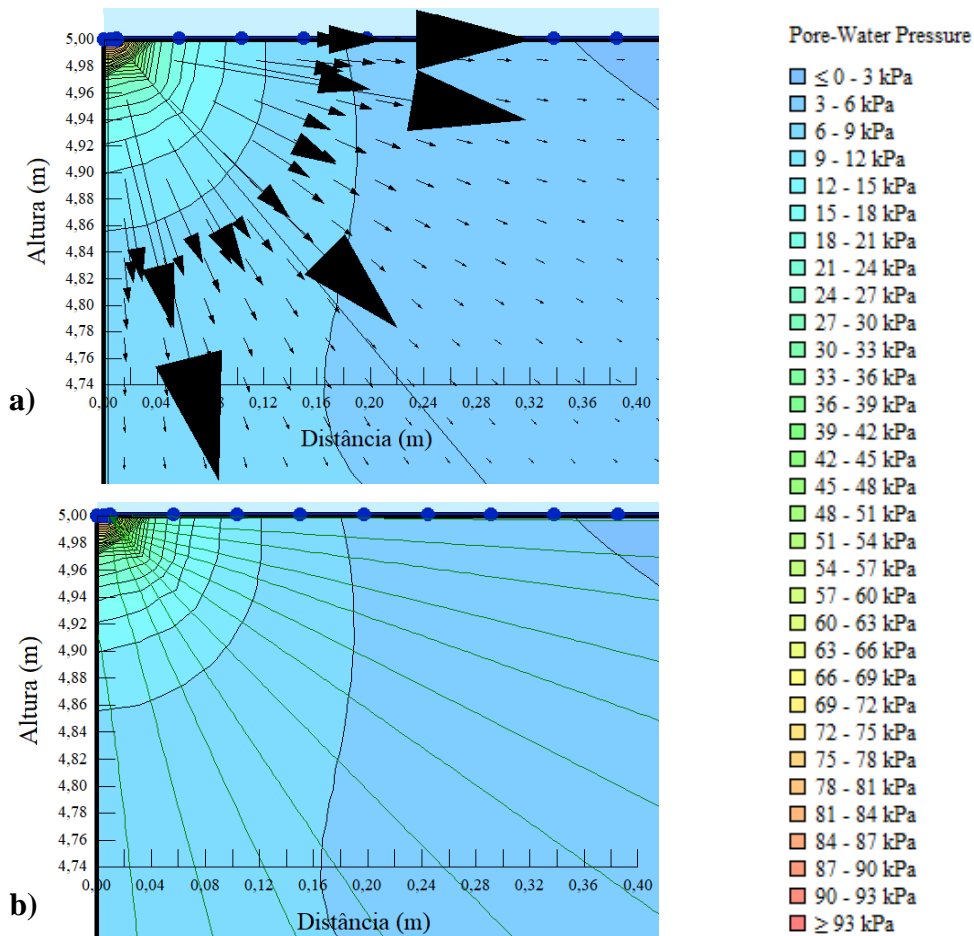 5,00
4,98
4,96
4,94
4,92
4,90
4,88
4,86
4,84
4,82
4,80
4,78
4,76
4,74
Altura (m)
a)
0,00 0,04 0,08 0,12 0,16 0,20 0,24 0,28 0,32 0,36 0,40
Distância (m)
5,00
4,98
4,96
4,94
4,92
4,90
4,88
4,86
4,84
4,82
4,80
4,78
4,76
4,74
Altura (m)
b)
0,00 0,04 0,08 0,12 0,16 0,20 0,24 0,28 0,32 0,36 0,40
Distância (m)
Pore-Water Pressure
≤ 0 - 3 kPa
3 - 6 kPa
6 - 9 kPa
9 - 12 kPa
12 - 15 kPa
15 - 18 kPa
18 - 21 kPa
21 - 24 kPa
24 - 27 kPa
27 - 30 kPa
30 - 33 kPa
33 - 36 kPa
36 - 39 kPa
39 - 42 kPa
42 - 45 kPa
45 - 48 kPa
48 - 51 kPa
51 - 54 kPa
54 - 57 kPa
57 - 60 kPa
60 - 63 kPa
63 - 66 kPa
66 - 69 kPa
69 - 72 kPa
72 - 75 kPa
75 - 78 kPa
78 - 81 kPa
81 - 84 kPa
84 - 87 kPa
87 - 90 kPa
90 - 93 kPa
≥ 93 kPa